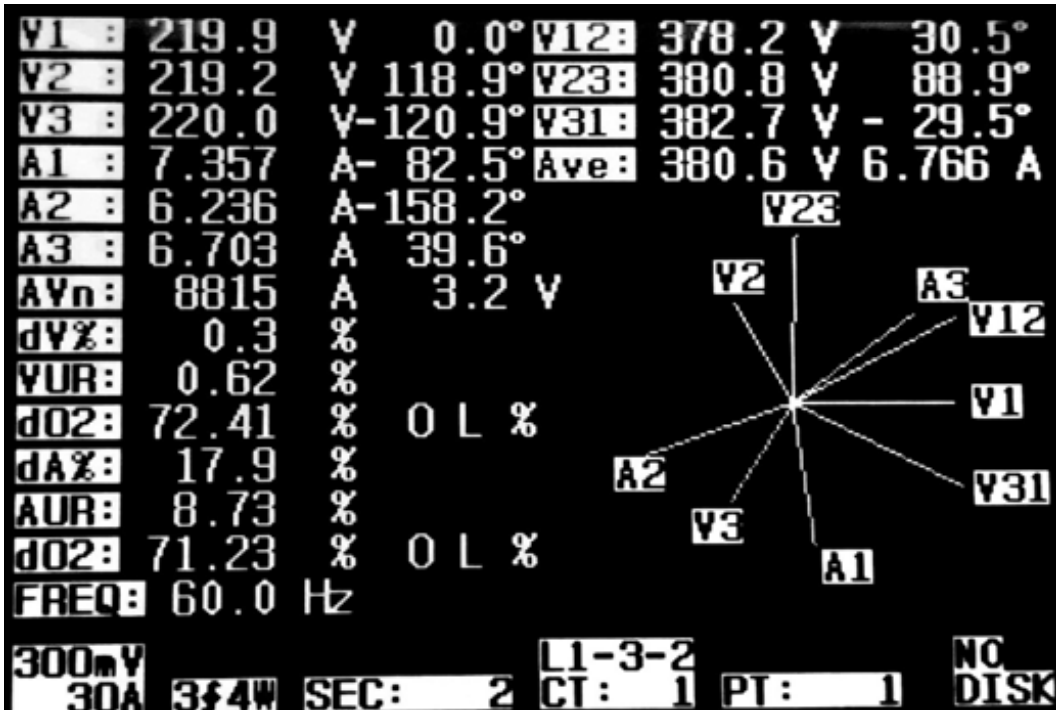 V1 : 219.9 V 0.0° V12: 378.2 V 30.5°
V2 : 219.2 V 118.9° V23: 380.8 V 88.9°
V3 : 220.0 V-120.9° V31: 382.7 V - 29.5°
A1 : 7.357 A- 82.5° Ave: 380.6 V 6.766 A
A2 : 6.236 A-158.2°
A3 : 6.703 A 39.6°
AVn: 8815 A 3.2 V
dV%: 0.3 %
VUR: 0.62 %
dO2: 72.41 % O L %
dA%: 17.9 %
AUR: 8.73 %
dO2: 71.23 % O L %
FREQ: 60.0 Hz
V23
V2
A3
V12
V1
A2
V31
V3
A1
300mV L1-3-2 NO
30A 3∮4W SEC: 2 CT: 1 PT: 1 DISK